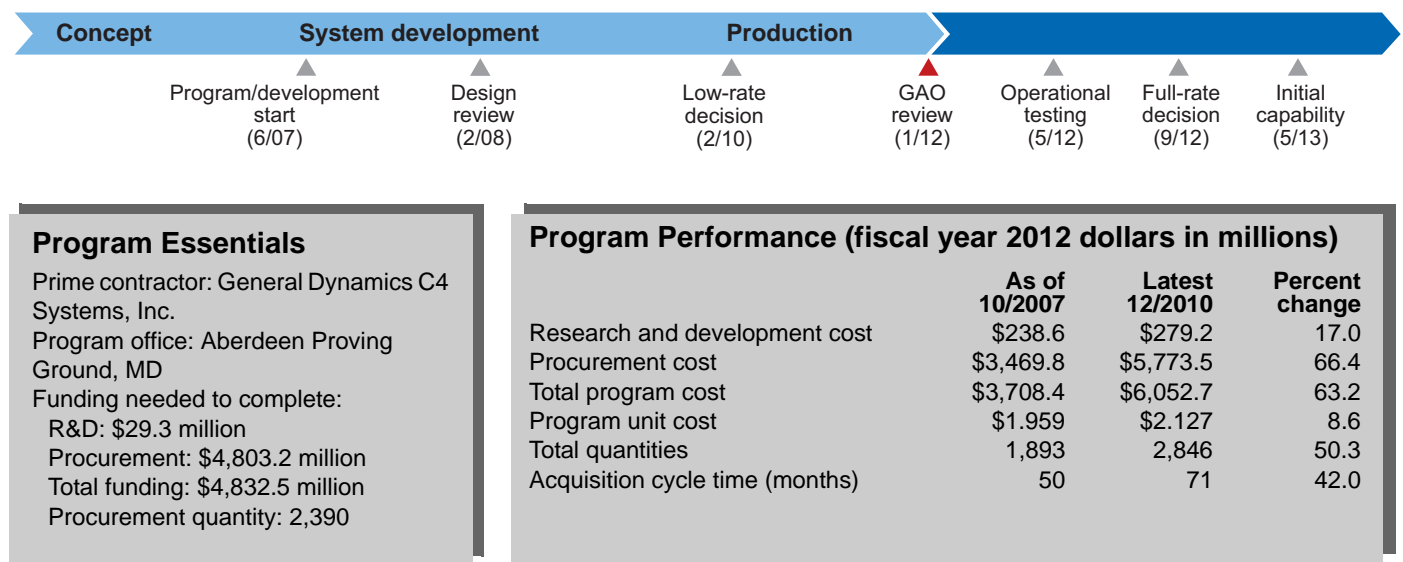 Concept System development Production
Program/development
start
(6/07)
Design
review
(2/08)
Low-rate
decision
(2/10)
GAO
review
(1/12)
Operational
testing
(5/12)
Full-rate
decision
(9/12)
Initial
capability
(5/13)
Program Essentials
Prime contractor: General Dynamics C4
Systems, Inc.
Program office: Aberdeen Proving
Ground, MD
Funding needed to complete:
R&D: $29.3 million
Procurement: $4,803.2 million
Total funding: $4,832.5 million
Procurement quantity: 2,390
Program Performance (fiscal year 2012 dollars in millions)
As of Latest Percent
10/2007 12/2010 change
Research and development cost $238.6 $279.2 17.0
Procurement cost $3,469.8 $5,773.5 66.4
Total program cost $3,708.4 $6,052.7 63.2
Program unit cost $1.959 $2.127 8.6
Total quantities 1,893 2,846 50.3
Acquisition cycle time (months) 50 71 42.0